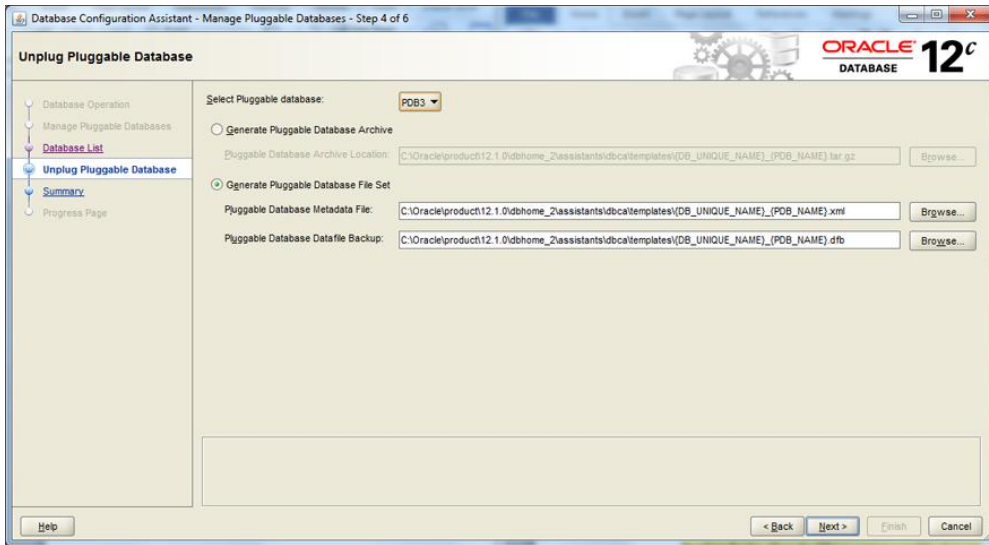 Database Configuration Assistant - Manage Pluggable Databases - Step 4 of 6
Unplug Pluggable Database
ORACLE
DATABASE
12c
Database Operation
Manage Pluggable Databases
Database List
Unplug Pluggable Database
Summary
Progress Page
Select Pluggable database: PDB3
Generate Pluggable Database Archive
Pluggable Database Archive Location: C:\Oracle\product\12.1.0\dbhome_2\assistants\dbca\templates\{DB_UNIQUE_NAME}_{PDB_NAME}.tar.gz Browse...
Generate Pluggable Database File Set
Pluggable Database Metadata File: C:\Oracle\product\12.1.0\dbhome_2\assistants\dbca\templates\{DB_UNIQUE_NAME}_{PDB_NAME}.xml Browse...
Pluggable Database Datafile Backup: C:\Oracle\product\12.1.0\dbhome_2\assistants\dbca\templates\{DB_UNIQUE_NAME}_{PDB_NAME}.dfb Browse...
Help < Back Next > Finish Cancel